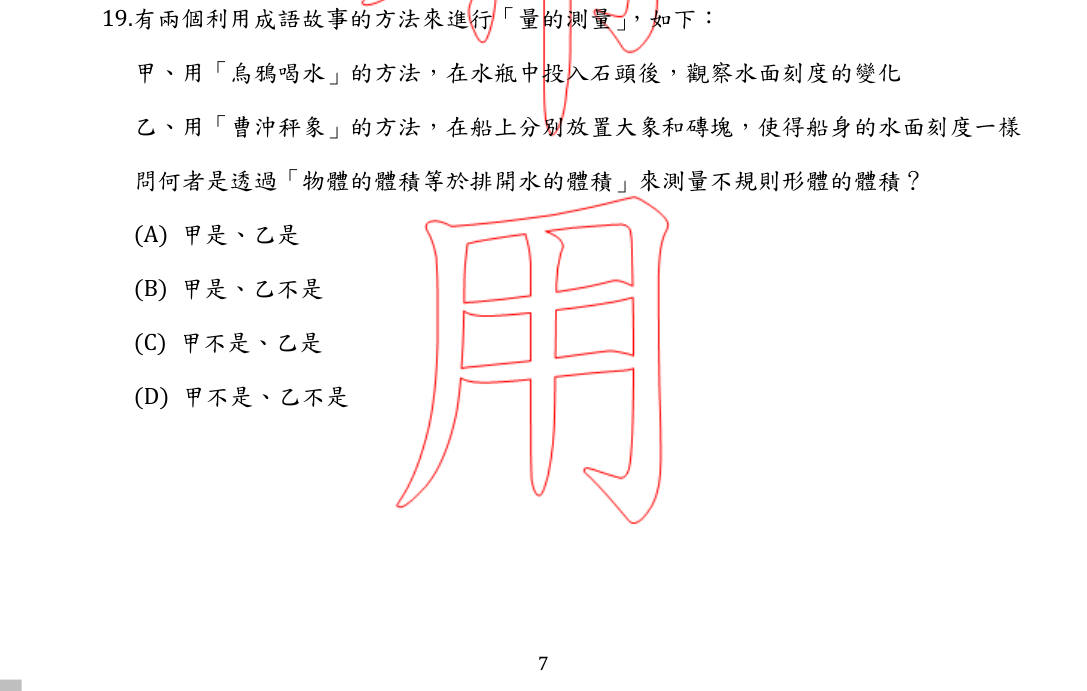 19.有兩個利用成語故事的方法來進行「量的測量」，如下：
甲、用「烏鴉喝水」的方法，在水瓶中投入石頭後，觀察水面刻度的變化
乙、用「曹沖秤象」的方法，在船上分別放置大象和磚塊，使得船身的水面刻度一樣
問何者是透過「物體的體積等於排開水的體積」來測量不規則形體的體積？
(A) 甲是、乙是
(B) 甲是、乙不是
(C) 甲不是、乙是
(D) 甲不是、乙不是
用
7